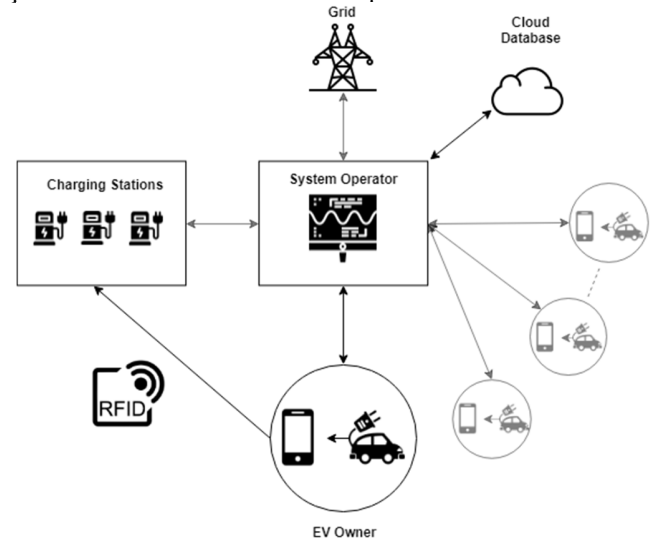 Grid
Cloud
Database
Charging Stations
System Operator
RFID
EV Owner